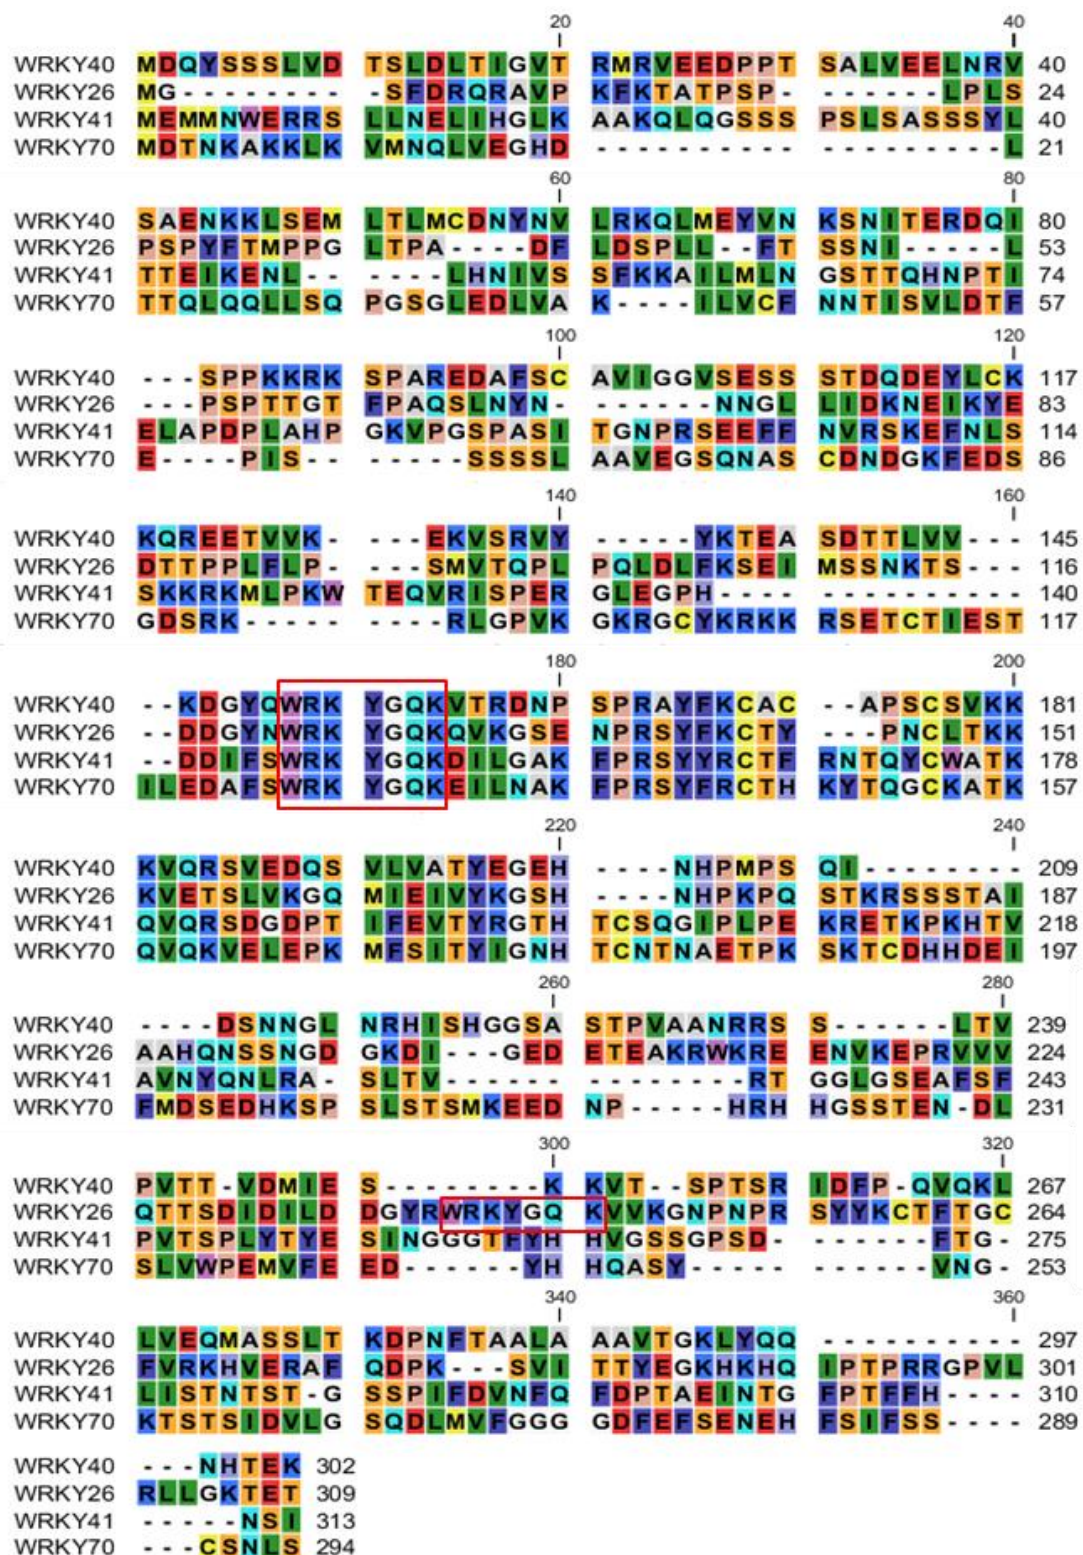 20 40
WRKY40 MDQYSSSLVD TSLDLTIGVT RMRVEEDPPT SALVEELNRV 40
WRKY26 MG-------- -SFDRQRAVP KFKTATPSP- ------LPLS 24
WRKY41 MEMMNWERRS LLNELIHGLK AAKQLQGSSS PSLSASSSYL 40
WRKY70 MDTNKAKKLK VMNQLVEGHD ---------- ---------L 21
60 80
WRKY40 SAENKKLSEM LTLMCDNYNV LRKQLMEYVN KSNITERDQI 80
WRKY26 PSPYFTMPPG LTPA----DF LDSPLL--FT SSNI-----L 53
WRKY41 TTEIKENL-- ----LHNIVS SFKKAILMLN GSTTQHNPTI 74
WRKY70 TTQLQQLLSQ PGSGLEDLVA K----ILVCF NNTISVLDTF 57
100 120
WRKY40 ---SPPKKRK SPAREDAFSC AVIGGVSESS STDQDEYLCK 117
WRKY26 ---PSPTTGT FPAQSLNYN- ------NNGL LIDKNEIKYE 83
WRKY41 ELAPDPLAHP GKVPGSPASI TGNPRSEEFF NVRSKEFNLS 114
WRKY70 E----PIS-- -----SSSSL AAVEGSQNAS CDNDGKFEDS 86
140 160
WRKY40 KQREETVVK- ---EKVSRVY -----YKTEA SDTTLVV--- 145
WRKY26 DTTPPLFLP- ---SMVTQPL PQLDLFKSEI MSSNKTS--- 116
WRKY41 SKKRKMLPKW TEQVRISPER GLEGPH---- ---------- 140
WRKY70 GDSRK----- ----RLGPVK GKRGCYKRKK RSETCTIEST 117
180 200
WRKY40 --KDGYQWRK YGQKVTRDNP SPRAYFKCAC --APSCSVKK 181
WRKY26 --DDGYNWRK YGQKQVKGSE NPRSYFKCTY ---PNCLTKK 151
WRKY41 --DDIFSWRK YGQKDILGAK FPRSYYRCTF RNTQYCWATK 178
WRKY70 ILEDAFSWRK YGQKEILNAK FPRSYFRCTH KYTQGCKATK 157
220 240
WRKY40 KVQRSVEDQS VLVATYEGEH ----NHPMPS QI-------- 209
WRKY26 KVETSLVKGQ MIEIVYKGSH ----NHPKPQ STKRSSSTAI 187
WRKY41 QVQRSDGDPT IFEVTYRGTH TCSQGIPLPE KRETKPKHTV 218
WRKY70 QVQKVELEPK MFSITYIGNH TCNTNAETPK SKTCDHHDEI 197
260 280
WRKY40 ----DSNNGL NRHISHGGSA STPVAANRRS S------LTV 239
WRKY26 AAHQNSSNGD GKDI---GED ETEAKRWKRE ENVKEPRVVV 224
WRKY41 AVNYQNLRA- SLTV------ --------RT GGLGSEAFSF 243
WRKY70 FMDSEDHKSP SLSTSMKEED NP-----HRH HGSSTEN-DL 231
300 320
WRKY40 PVTT-VDMIE S--------K KVT--SPTSR IDFP-QVQKL 267
WRKY26 QTTSDIDILD DGYRWRKYGQ KVVKGNPNPR SYYKCTFTGC 264
WRKY41 PVTSPLYTYE SINGGGTFYH HVGSSGPSD- ------FTG- 275
WRKY70 SLVWPEMVFE ED------YH HQASY----- ------VNG- 253
340 360
WRKY40 LVEQMASSLT KDPNFTAALA AAVTGKLYQQ ---------- 297
WRKY26 FVRKHVERAF QDPK---SVI TTYEGKHKHQ IPTPRRGPVL 301
WRKY41 LISTNTST-G SSPIFDVNFQ FDPTAEINTG FPTFFH---- 310
WRKY70 KTSTSIDVLG SQDLMVFGGG GDFEFSENEH FSIFSS---- 289
WRKY40 ---NHTEK 302
WRKY26 RLLGKTET 309
WRKY41 -----NSI 313
WRKY70 ---CSNLS 294